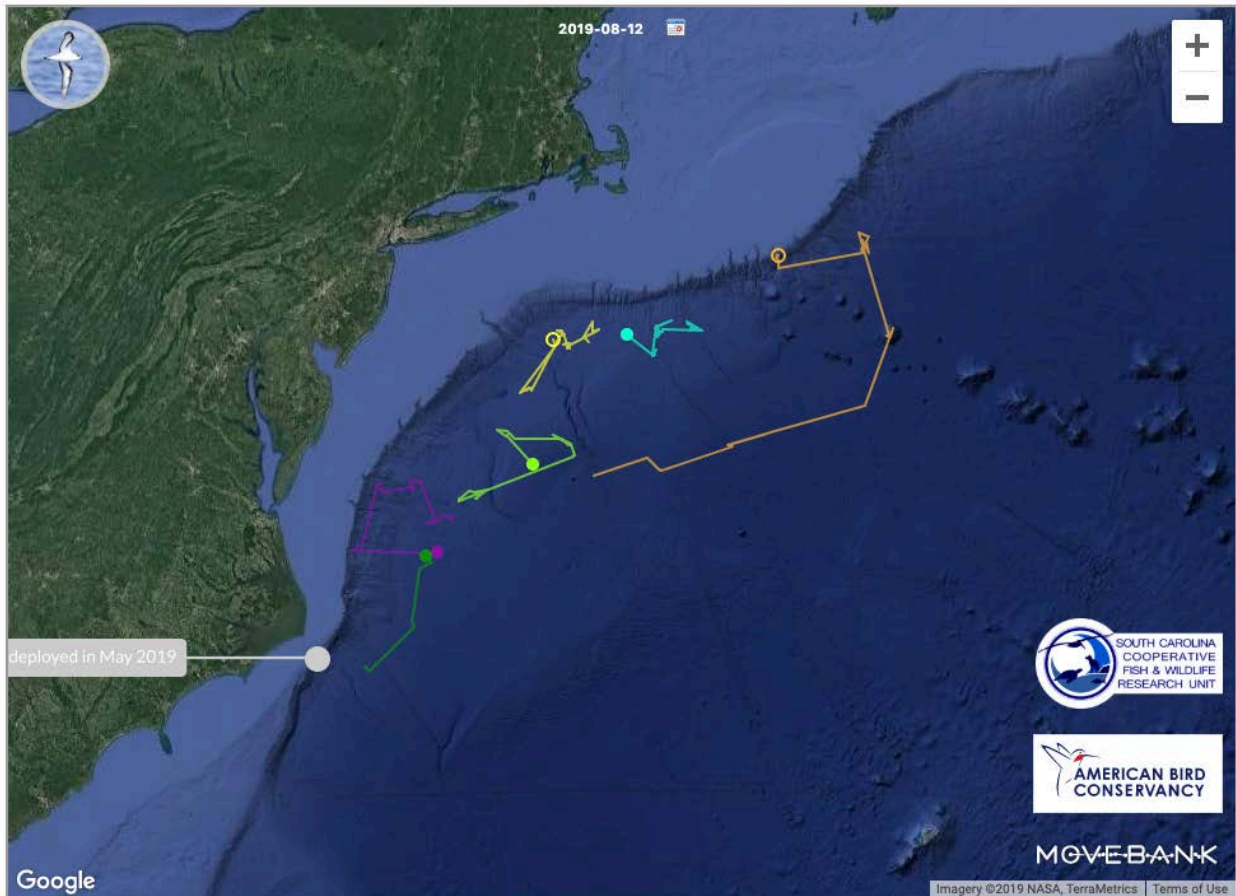 2019-08-12
+
−
deployed in May 2019
SOUTH CAROLINA
COOPERATIVE
FISH & WILDLIFE
RESEARCH UNIT
AMERICAN BIRD
CONSERVANCY
MOVEBANK
Google
Imagery ©2019 NASA, TerraMetrics Terms of Use